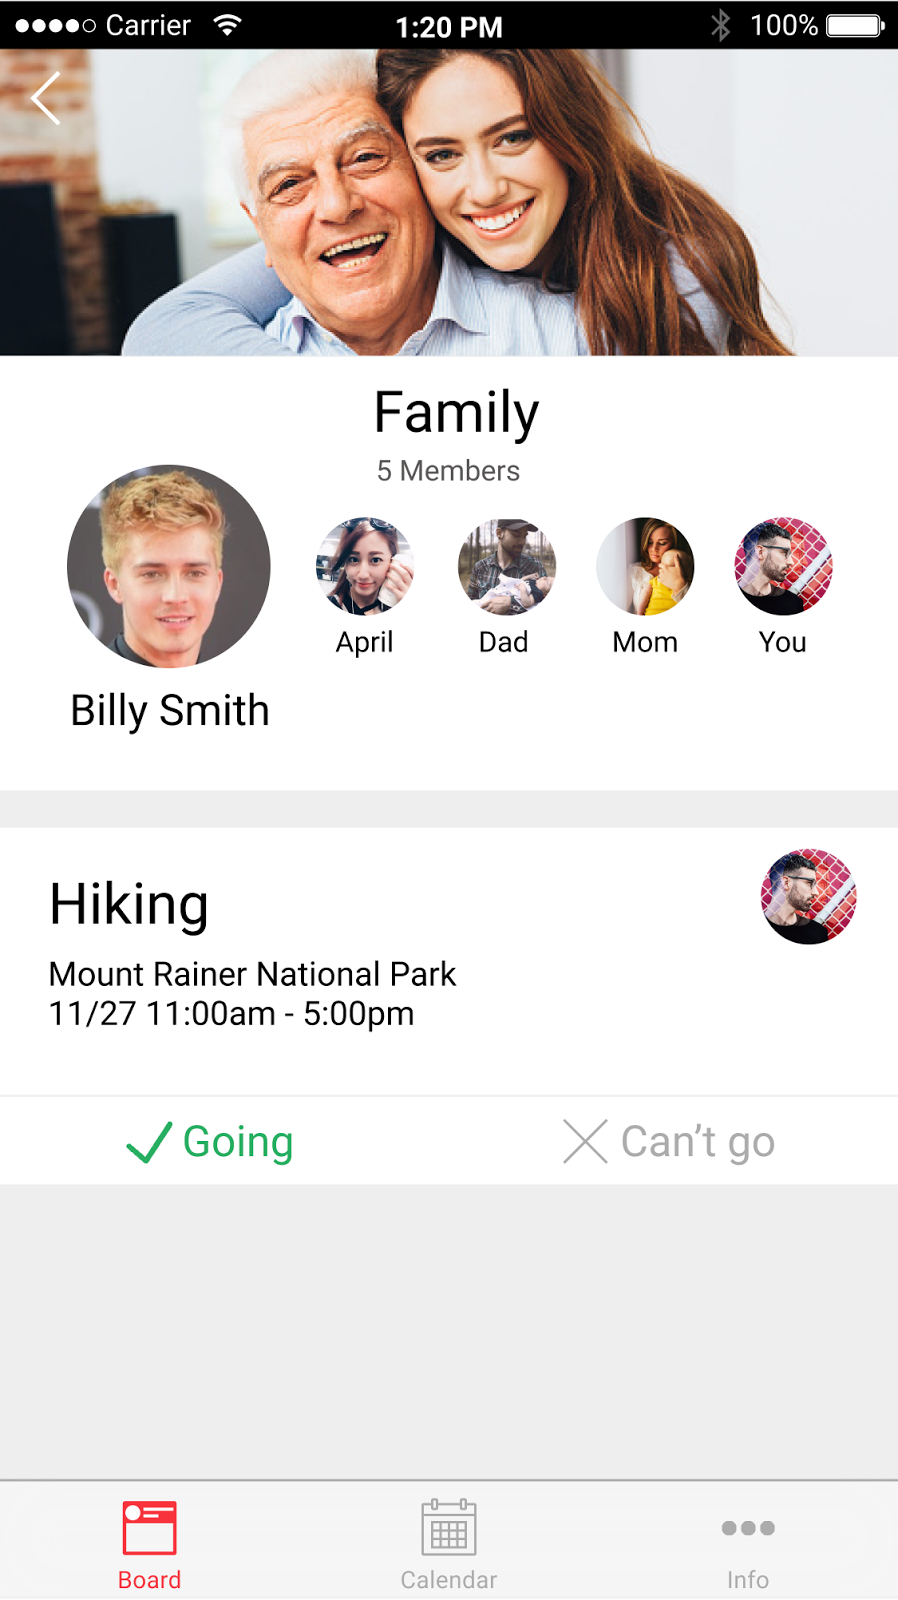 Carrier 1:20 PM 100%
Family
5 Members
April Dad Mom You
Billy Smith
Hiking
Mount Rainer National Park
11/27 11:00am - 5:00pm
Going Can’t go
Board Calendar Info